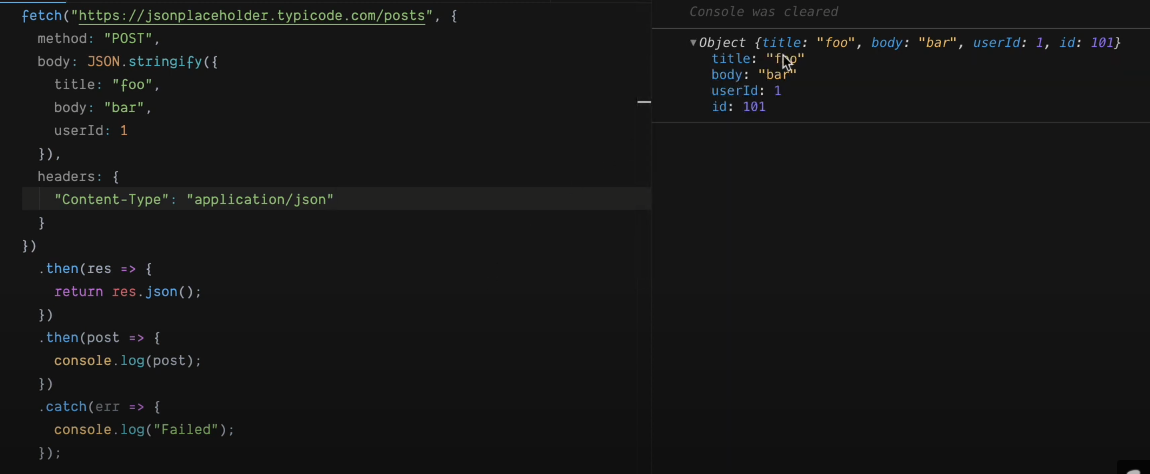 fetch("https://jsonplaceholder.typicode.com/posts", {
method: "POST",
body: JSON.stringify({
title: "foo",
body: "bar",
userId: 1
}),
headers: {
"Content-Type": "application/json"
}
})
.then(res => {
return res.json();
})
.then(post => {
console.log(post);
})
.catch(err => {
console.log("Failed");
});
Console was cleared
▼Object {title: "foo", body: "bar", userId: 1, id: 101}
title: "foo"
body: "bar"
userId: 1
id: 101